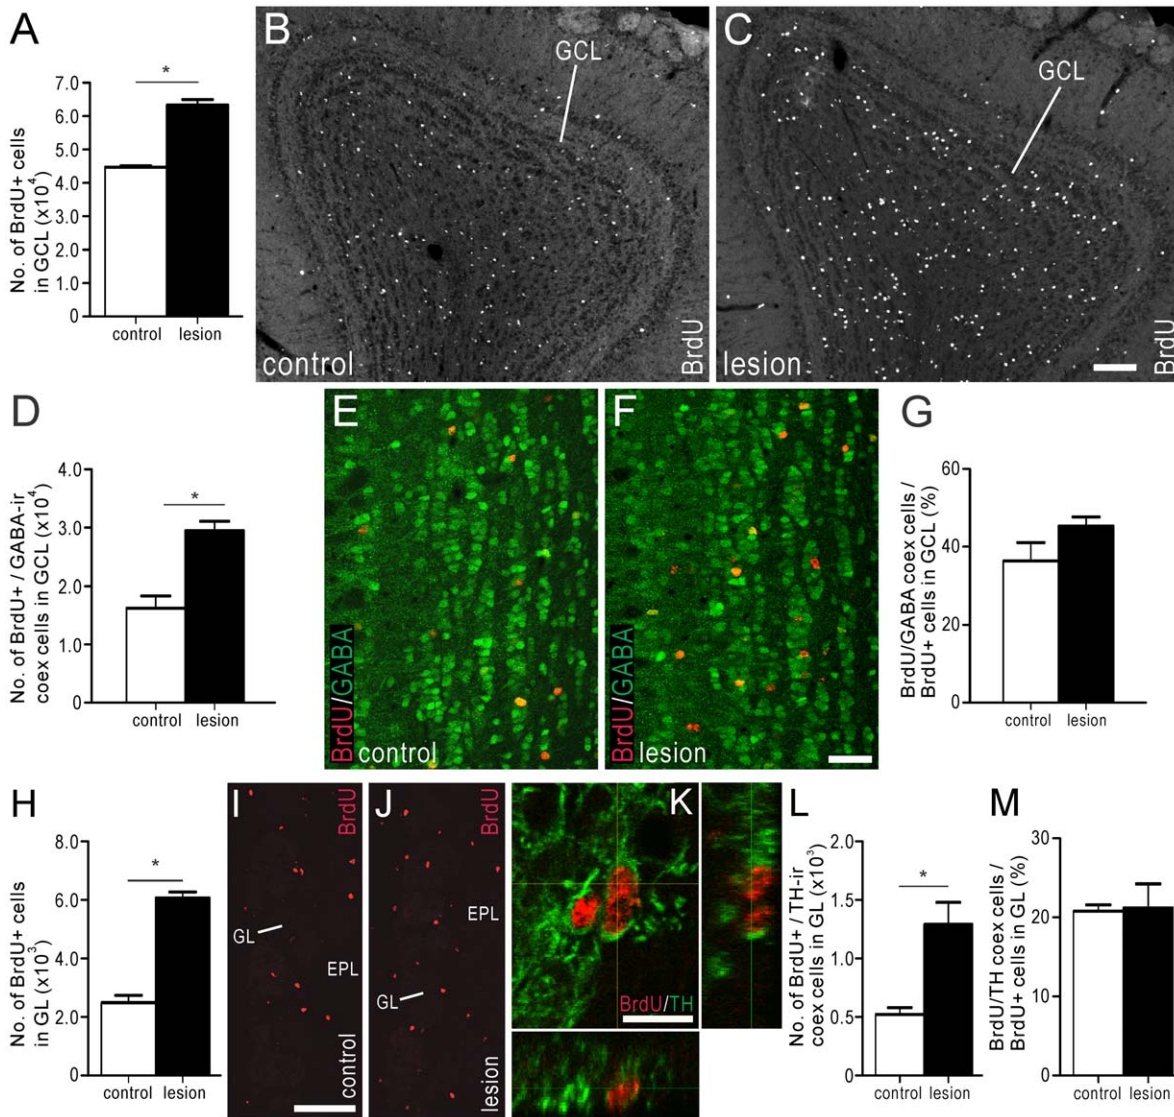 A
No. of BrdU+ cells
in GCL (x10⁴)
7.0
6.0
5.0
4.0
3.0
2.0
1.0
0
*
control
lesion
B
GCL
control
BrdU
C
GCL
lesion
BrdU
D
No. of BrdU+ / GABA-ir
coex cells in GCL (x10⁴)
4.0
3.0
2.0
1.0
0
*
control
lesion
E
BrdU/GABA
control
F
BrdU/GABA
lesion
G
BrdU/GABA coex cells /
BrdU+ cells in GCL (%)
60
40
20
0
control
lesion
H
No. of BrdU+ cells
in GL (x10³)
8.0
6.0
4.0
2.0
0
*
control
lesion
I
BrdU
GL
EPL
control
J
BrdU
EPL
GL
lesion
K
BrdU/TH
L
No. of BrdU+ / TH-ir
coex cells in GL (x10³)
2.0
1.5
1.0
0.5
0
*
control
lesion
M
BrdU/TH coex cells /
BrdU+ cells in GL (%)
30
20
10
0
control
lesion